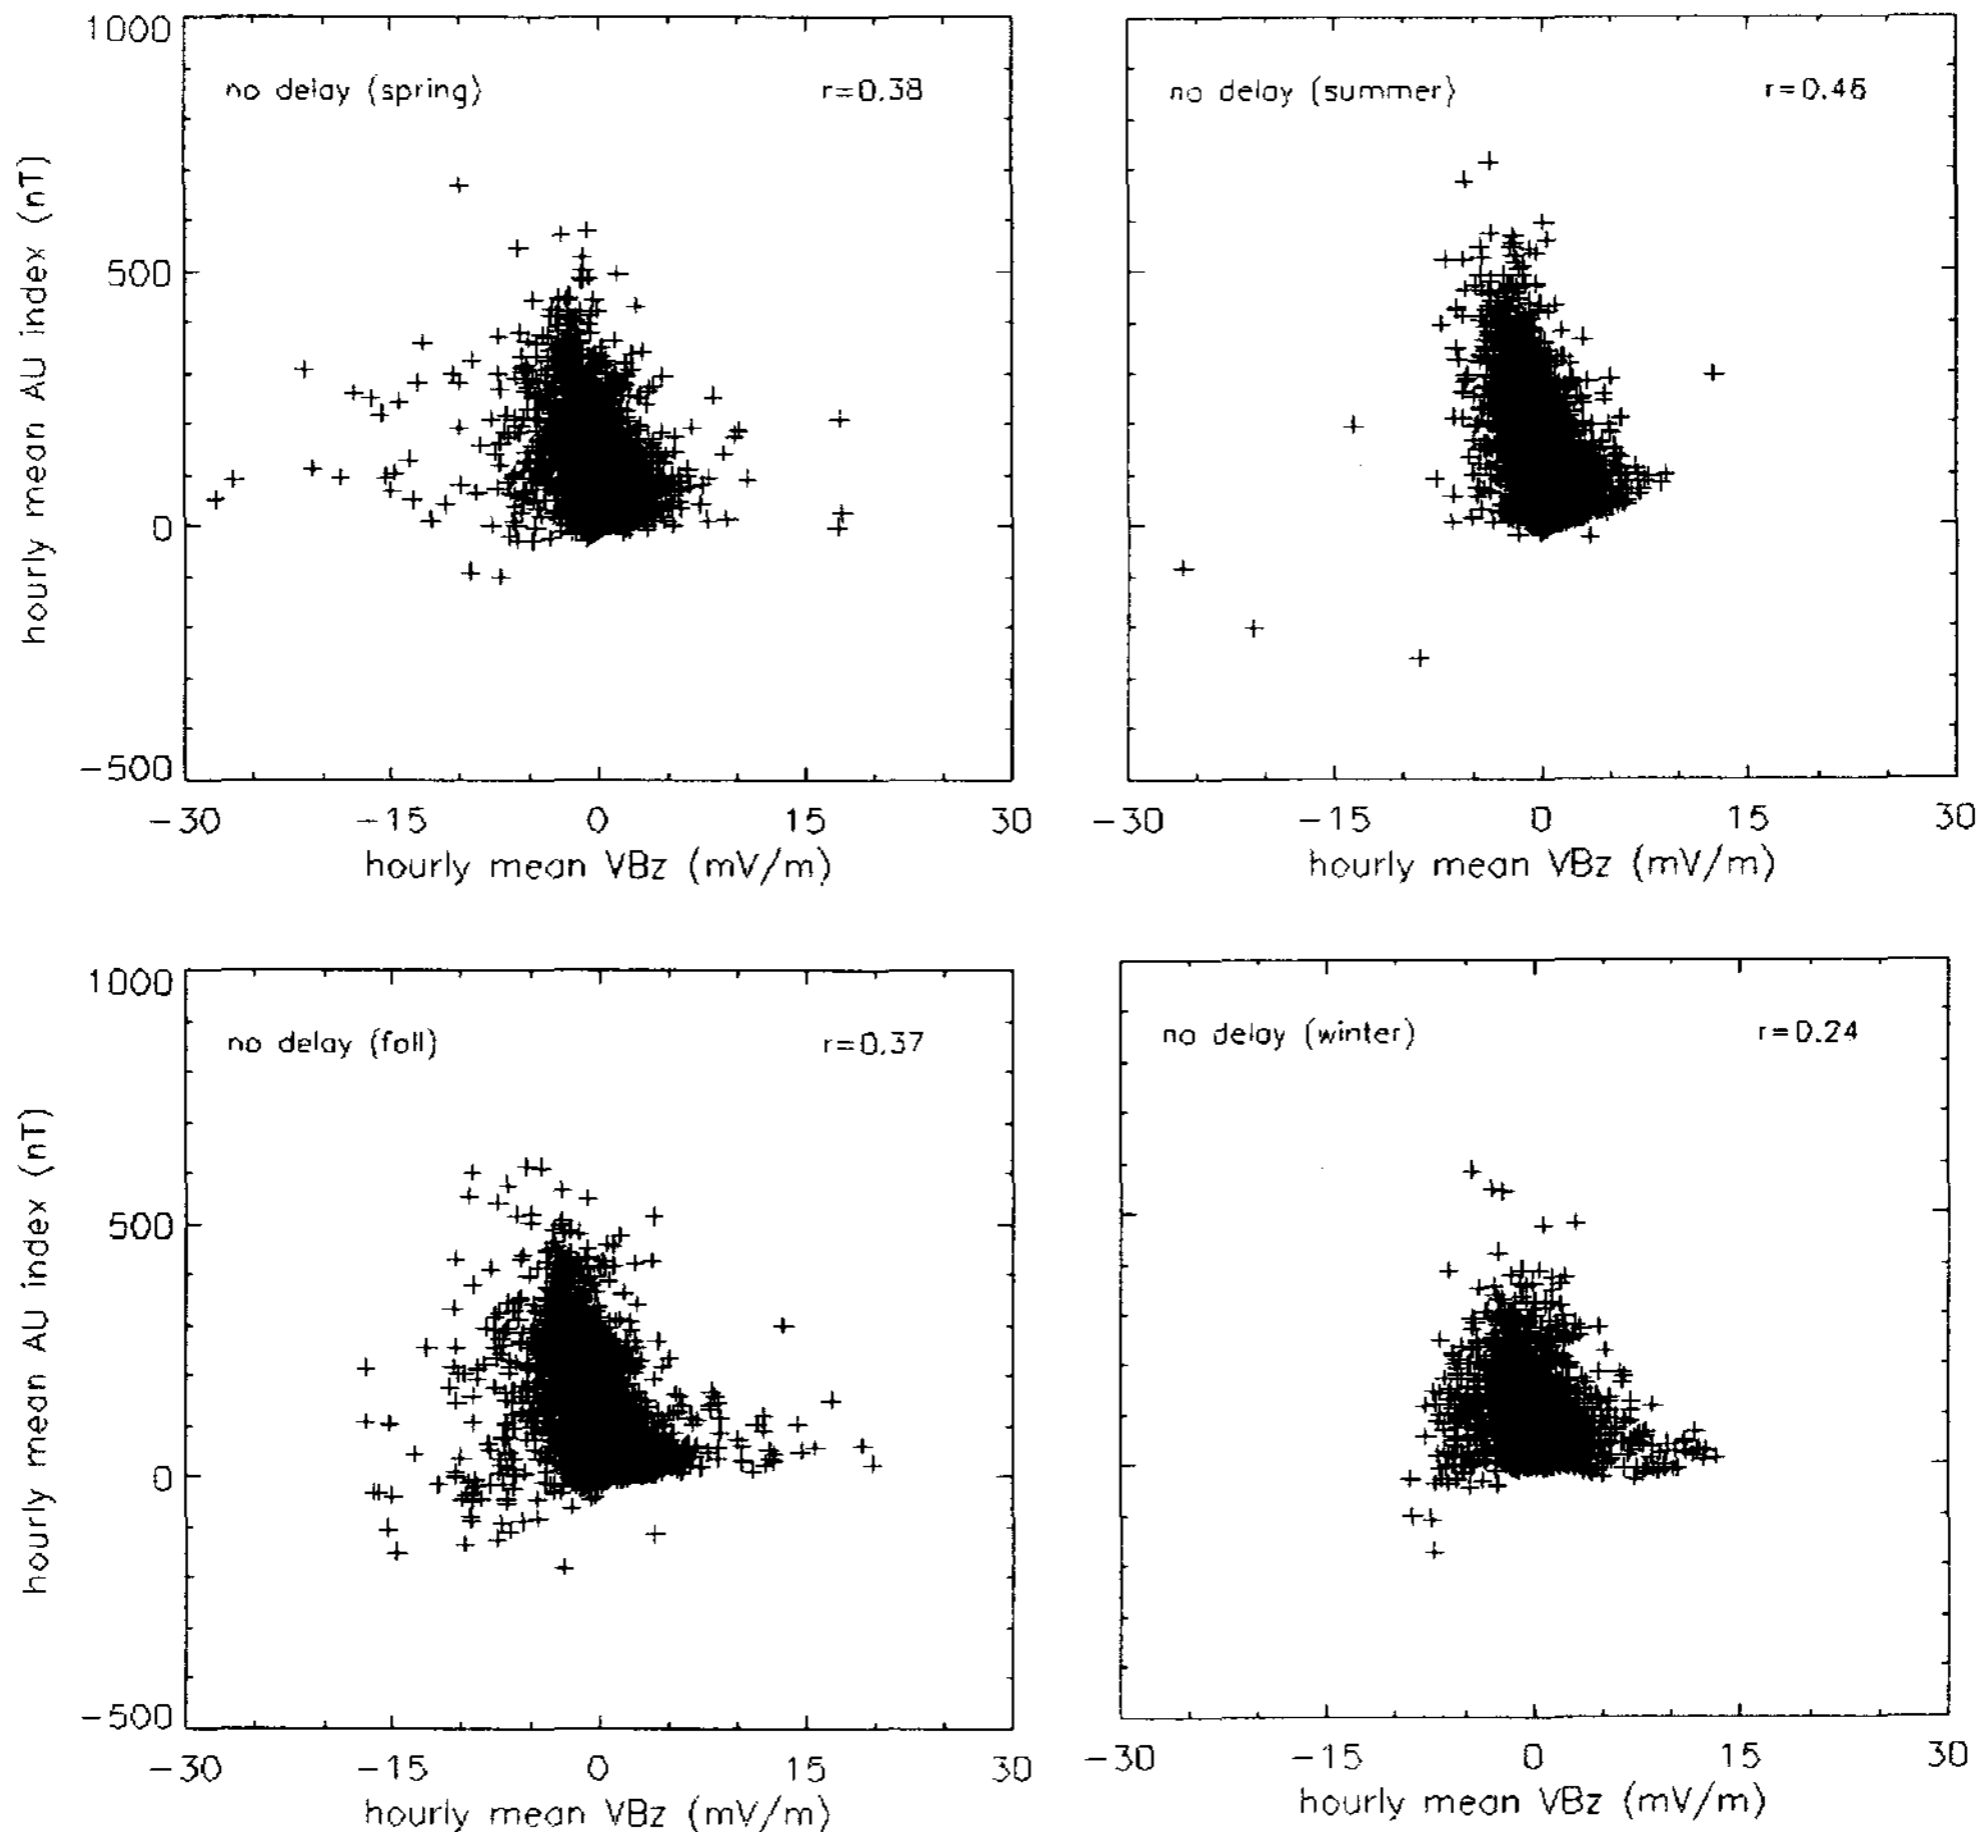 1000
500
0
-500
hourly mean AU index (nT)
no delay (spring)
r=0.38
-30 -15 0 15 30
hourly mean VBz (mV/m)
no delay (summer)
r=0.46
-30 -15 0 15 30
hourly mean VBz (mV/m)
1000
500
0
-500
hourly mean AU index (nT)
no delay (fall)
r=0.37
-30 -15 0 15 30
hourly mean VBz (mV/m)
no delay (winter)
r=0.24
-30 -15 0 15 30
hourly mean VBz (mV/m)